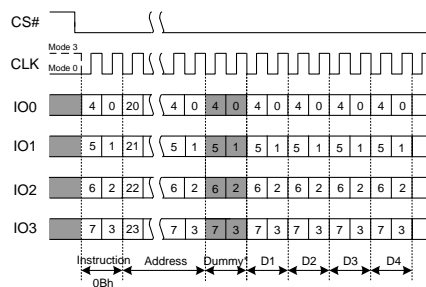 CS#
Mode 3
CLK
Mode 0
IO0 4 0 20 4 0 4 0 4 0 4 0 4 0 4 0
IO1 5 1 21 5 1 5 1 5 1 5 1 5 1 5 1
IO2 6 2 22 6 2 6 2 6 2 6 2 6 2 6 2
IO3 7 3 23 7 3 7 3 7 3 7 3 7 3 7 3
Instruction Address Dummy* D1 D2 D3 D4
0Bh